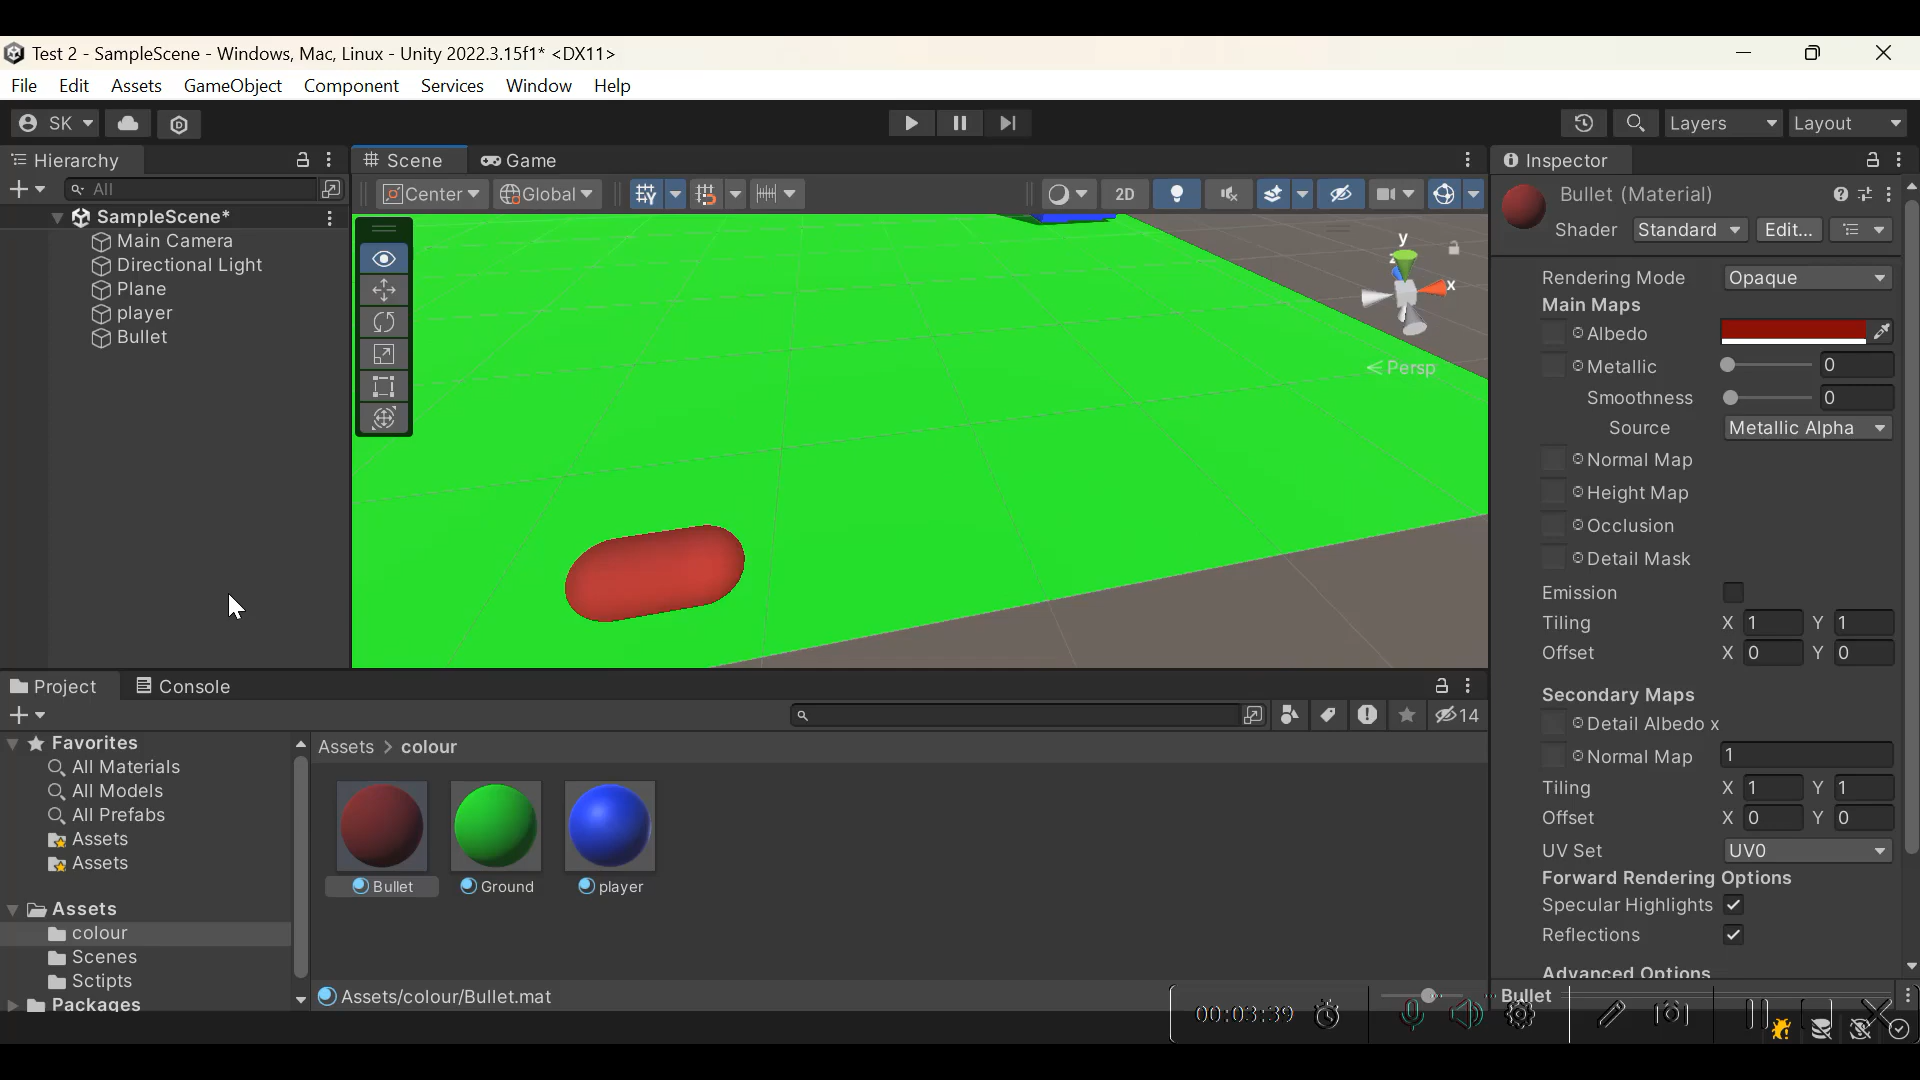 Test 2 - SampleScene - Windows, Mac, Linux - Unity 2022.3.15f1* <DX11>
File Edit Assets GameObject Component Services Window Help
SK Layers Layout
Hierarchy
All
SampleScene*
Main Camera
Directional Light
Plane
player
Bullet
Scene Game
Center Global 2D
y
z
x
Persp
Inspector
Bullet (Material)
Shader Standard Edit...
Rendering Mode Opaque
Main Maps
Albedo
Metallic 0
Smoothness 0
Source Metallic Alpha
Normal Map
Height Map
Occlusion
Detail Mask
Emission
Tiling X 1 Y 1
Offset X 0 Y 0
Secondary Maps
Detail Albedo x
Normal Map 1
Tiling X 1 Y 1
Offset X 0 Y 0
UV Set UV0
Forward Rendering Options
Specular Highlights
Reflections
Advanced Options
Bullet
Project Console
14
Favorites
All Materials
All Models
All Prefabs
Assets
Assets
Assets
colour
Scenes
Sctipts
Packages
Assets > colour
Bullet Ground player
Assets/colour/Bullet.mat
00:03:39